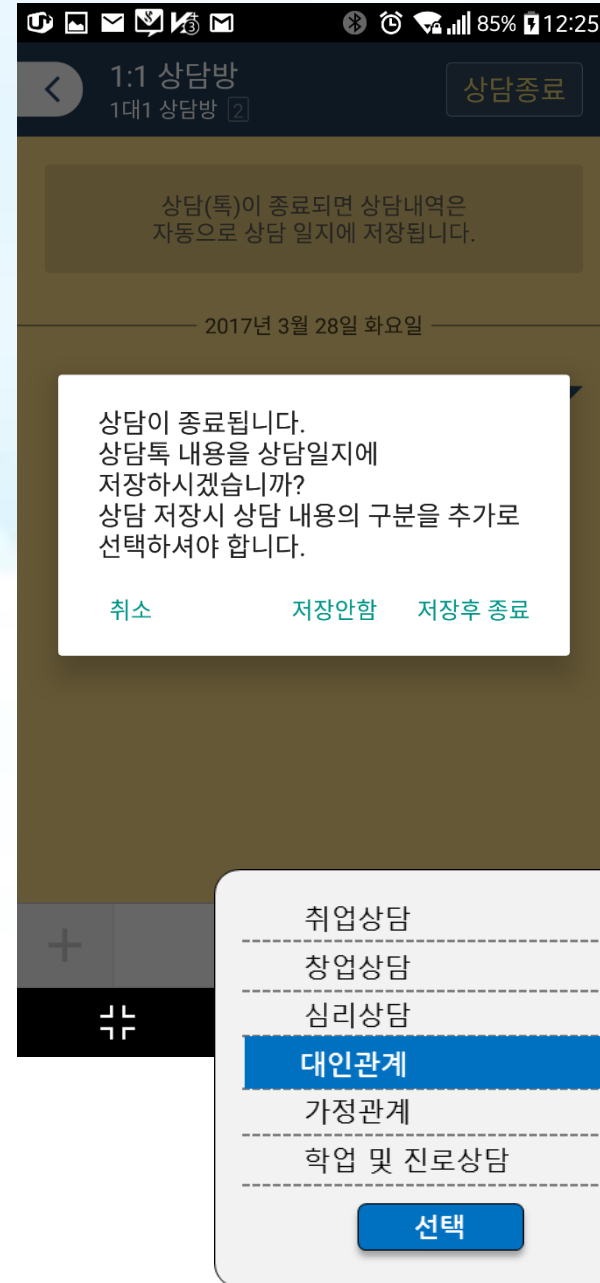 85% 12:25
1:1 상담방
1대1 상담방 2
상담종료
상담(톡)이 종료되면 상담내역은
자동으로 상담 일지에 저장됩니다.
2017년 3월 28일 화요일
상담이 종료됩니다.
상담톡 내용을 상담일지에
저장하시겠습니까?
상담 저장시 상담 내용의 구분을 추가로
선택하셔야 합니다.
취소 저장안함 저장후 종료
취업상담
창업상담
심리상담
대인관계
가정관계
학업 및 진로상담
선택